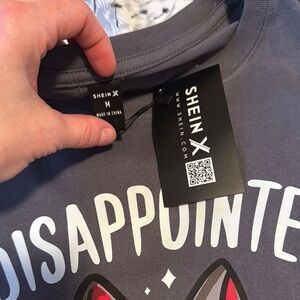 SHEIN X
M
MADE IN CHINA
SHEIN X
WWW.SHEIN.COM
DISAPPOINTE